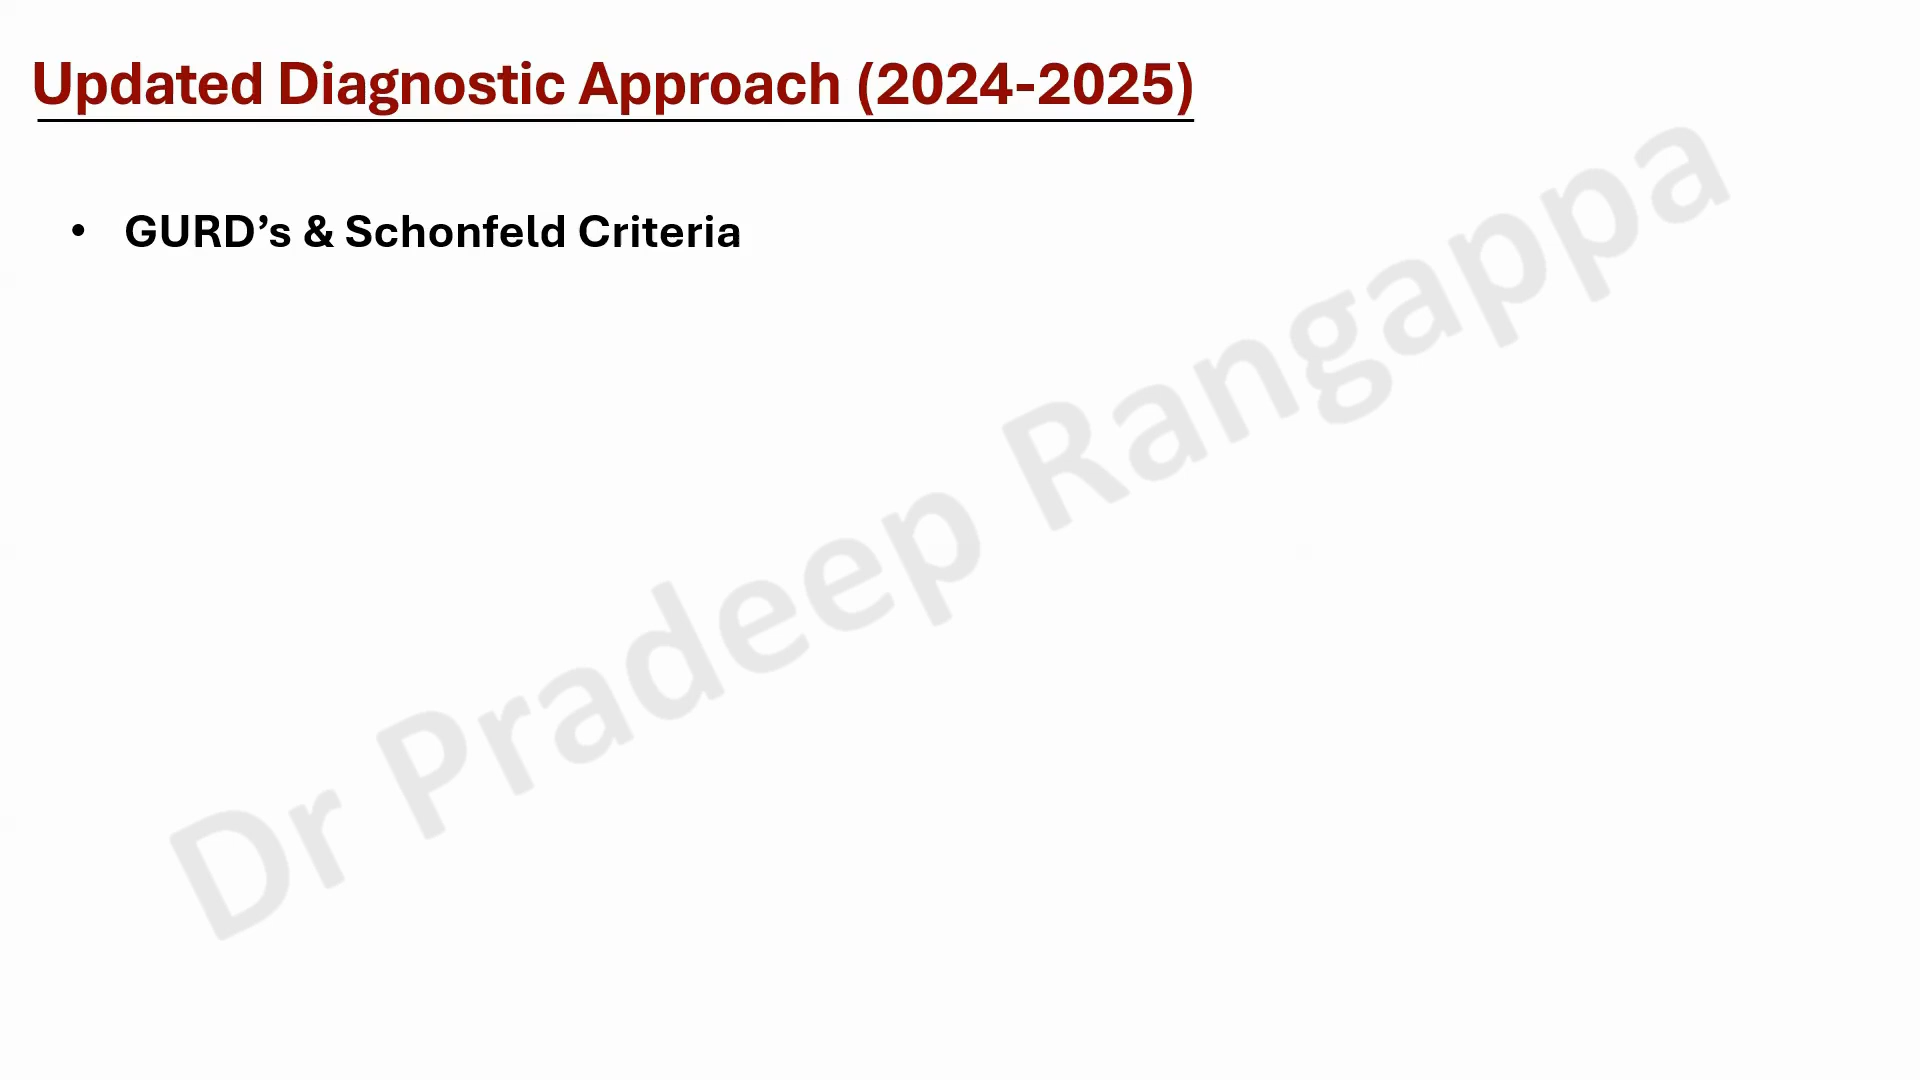 Updated Diagnostic Approach (2024-2025)
• GURD’s & Schonfeld Criteria
Dr Pradeep Rangappa